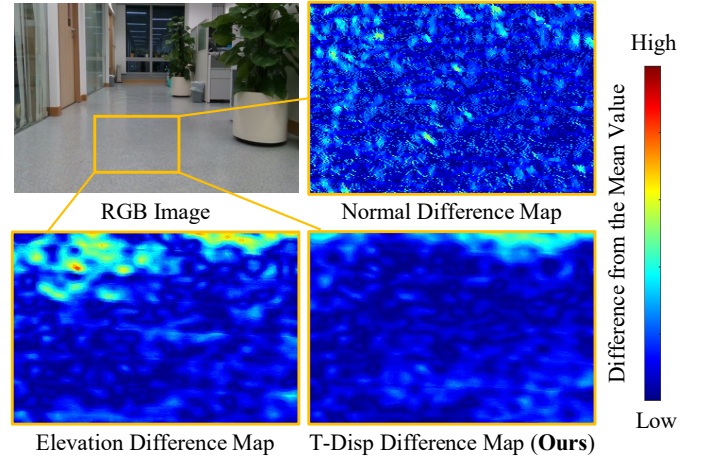 High
RGB Image
Normal Difference Map
Difference from the Mean Value
Elevation Difference Map
T-Disp Difference Map (Ours)
Low